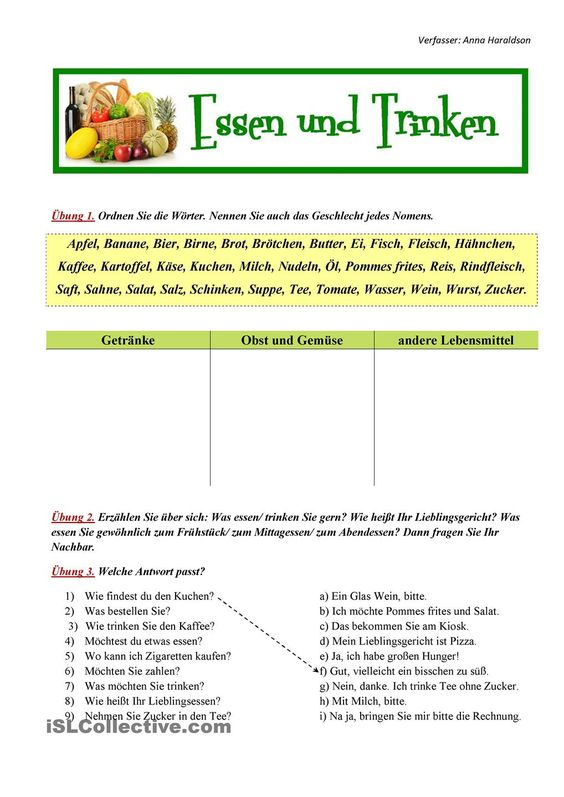 Verfasser: Anna Haraldson
Essen und Trinken
Übung 1. Ordnen Sie die Wörter. Nennen Sie auch das Geschlecht jedes Nomens.
Apfel, Banane, Bier, Birne, Brot, Brötchen, Butter, Ei, Fisch, Fleisch, Hähnchen,
Kaffee, Kartoffel, Käse, Kuchen, Milch, Nudeln, Öl, Pommes frites, Reis, Rindfleisch,
Saft, Sahne, Salat, Salz, Schinken, Suppe, Tee, Tomate, Wasser, Wein, Wurst, Zucker.
Getränke Obst und Gemüse andere Lebensmittel
Übung 2. Erzählen Sie über sich: Was essen/ trinken Sie gern? Wie heißt Ihr Lieblingsgericht? Was
essen Sie gewöhnlich zum Frühstück/ zum Mittagessen/ zum Abendessen? Dann fragen Sie Ihr
Nachbar.
Übung 3. Welche Antwort passt?
1) Wie findest du den Kuchen?
2) Was bestellen Sie?
3) Wie trinken Sie den Kaffee?
4) Möchtest du etwas essen?
5) Wo kann ich Zigaretten kaufen?
6) Möchten Sie zahlen?
7) Was möchten Sie trinken?
8) Wie heißt Ihr Lieblingsessen?
9) Nehmen Sie Zucker in den Tee?
a) Ein Glas Wein, bitte.
b) Ich möchte Pommes frites und Salat.
c) Das bekommen Sie am Kiosk.
d) Mein Lieblingsgericht ist Pizza.
e) Ja, ich habe großen Hunger!
f) Gut, vielleicht ein bisschen zu süß.
g) Nein, danke. Ich trinke Tee ohne Zucker.
h) Mit Milch, bitte.
i) Na ja, bringen Sie mir bitte die Rechnung.
iSLCollective.com